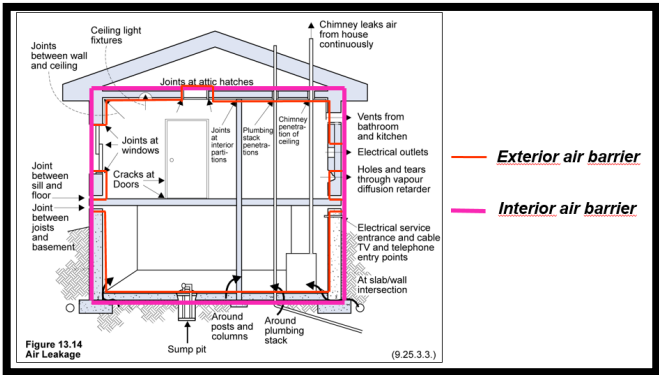 Ceiling light
fixtures
Chimney leaks air
from house
continuously
Joints
between wall
and ceiling
Joints at attic hatches
Joints at
windows
Joints
at
interior
parti-
tions
Plumbing
stack
penetra-
tions
Chimney
penetra-
tion of
ceiling
Vents from
bathroom
and kitchen
Electrical outlets
Cracks at
Doors
Holes and tears
through vapour
diffusion retarder
Joint
between
sill and
floor
Joint
between
joists
and
basement
Electrical service
entrance and cable
TV and telephone
entry points
At slab/wall
intersection
Around
posts and
columns
Around
plumbing
stack
Sump pit
Figure 13.14
Air Leakage
(9.25.3.3.)
Exterior air barrier
Interior air barrier